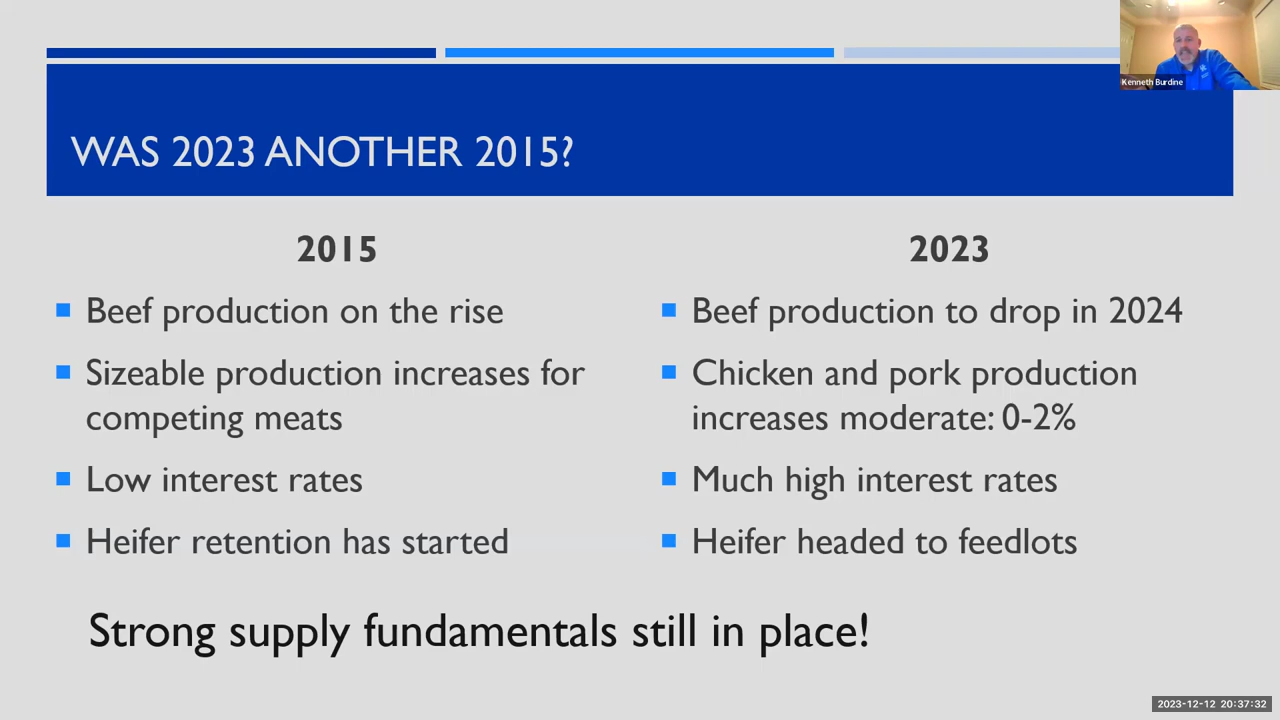 Kenneth Burdine
WAS 2023 ANOTHER 2015?
2015
Beef production on the rise
Sizeable production increases for
competing meats
Low interest rates
Heifer retention has started
2023
Beef production to drop in 2024
Chicken and pork production
increases moderate: 0-2%
Much high interest rates
Heifer headed to feedlots
Strong supply fundamentals still in place!
2023-12-12 20:37:32